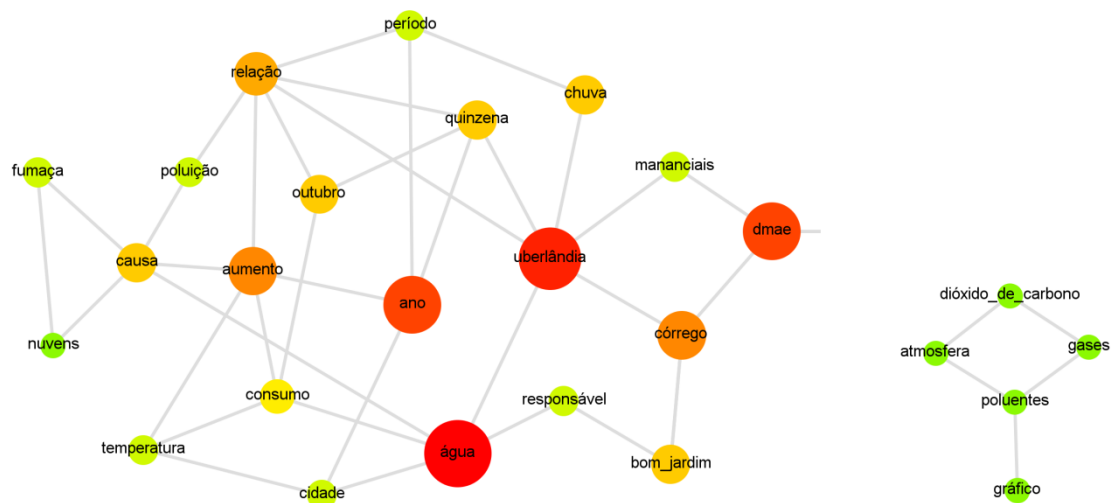 período
relação
chuva
quinzena
fumaça
poluição
mananciais
outubro
dmae
uberlândia
causa
aumento
ano
dióxido_de_carbono
córrego
nuvens
atmosfera
gases
consumo
responsável
poluentes
temperatura
água
bom_jardim
cidade
gráfico